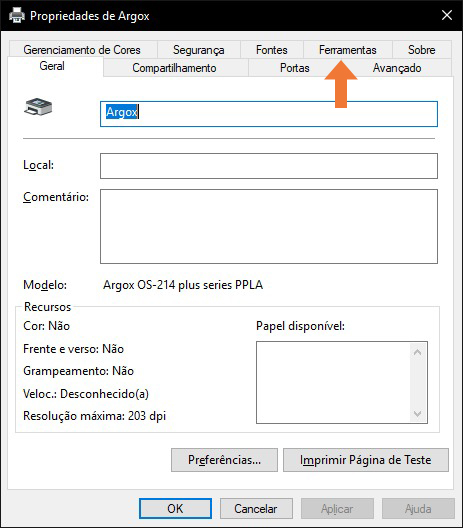 Propriedades de Argox
Gerenciamento de Cores Segurança Fontes Ferramentas Sobre
Geral Compartilhamento Portas Avançado
Argox
Local:
Comentário:
Modelo: Argox OS-214 plus series PPLA
Recursos
Cor: Não Papel disponível:
Frente e verso: Não
Grampeamento: Não
Veloc.: Desconhecido(a)
Resolução máxima: 203 dpi
Preferências... Imprimir Página de Teste
OK Cancelar Aplicar Ajuda